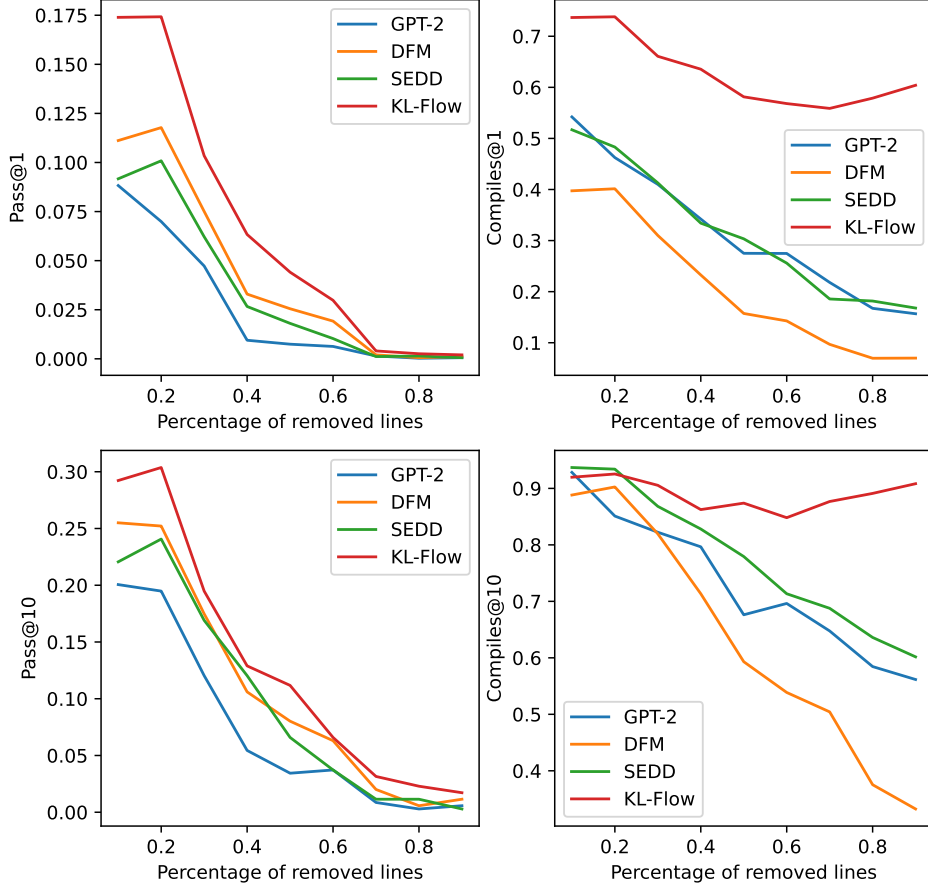 0.175
0.150
0.125
0.100
0.075
0.050
0.025
0.000
Pass@1
GPT-2
DFM
SEDD
KL-Flow
0.2
0.4
0.6
0.8
Percentage of removed lines
0.7
0.6
0.5
0.4
0.3
0.2
0.1
Compiles@1
GPT-2
DFM
SEDD
KL-Flow
0.2
0.4
0.6
0.8
Percentage of removed lines
0.30
0.25
0.20
0.15
0.10
0.05
0.00
Pass@10
GPT-2
DFM
SEDD
KL-Flow
0.2
0.4
0.6
0.8
Percentage of removed lines
0.9
0.8
0.7
0.6
0.5
0.4
Compiles@10
GPT-2
DFM
SEDD
KL-Flow
0.2
0.4
0.6
0.8
Percentage of removed lines